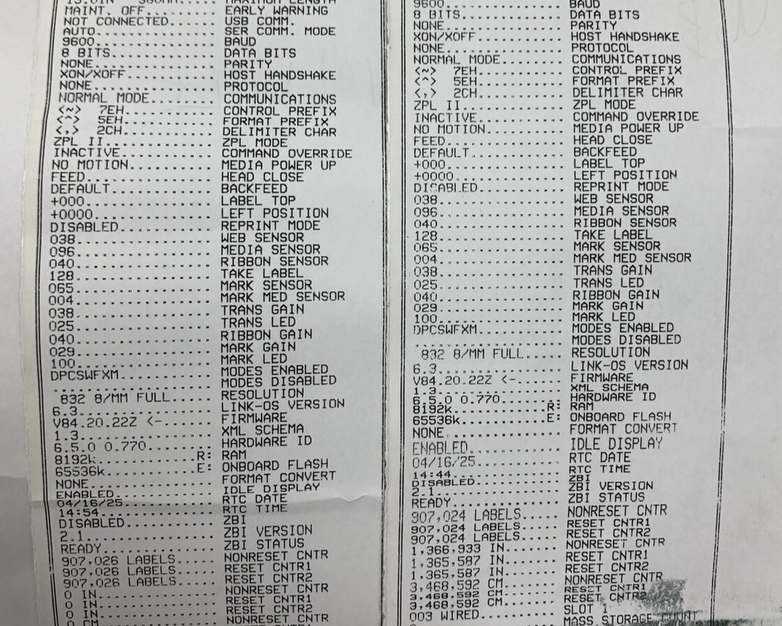 MAXIMUM LENGTH
MAINT. OFF........ EARLY WARNING
NOT CONNECTED..... USB COMM.
AUTO.............. SER COMM. MODE
9600.............. BAUD
8 BITS............ DATA BITS
NONE.............. PARITY
XON/XOFF.......... HOST HANDSHAKE
NONE.............. PROTOCOL
NORMAL MODE....... COMMUNICATIONS
<~> 7EH........... CONTROL PREFIX
<^> 5EH........... FORMAT PREFIX
<,> 2CH........... DELIMITER CHAR
ZPL II............ ZPL MODE
INACTIVE.......... COMMAND OVERRIDE
NO MOTION......... MEDIA POWER UP
FEED.............. HEAD CLOSE
DEFAULT........... BACKFEED
+000.............. LABEL TOP
+0000............. LEFT POSITION
DISABLED.......... REPRINT MODE
038............... WEB SENSOR
096............... MEDIA SENSOR
040............... RIBBON SENSOR
128............... TAKE LABEL
065............... MARK SENSOR
004............... MARK MED SENSOR
038............... TRANS GAIN
025............... TRANS LED
040............... RIBBON GAIN
029............... MARK GAIN
100............... MARK LED
DPCSWFXM.......... MODES ENABLED
.................. MODES DISABLED
832 8/MM FULL..... RESOLUTION
6.3............... LINK-OS VERSION
V84.20.22Z <-..... FIRMWARE
1.3............... XML SCHEMA
6.5.0 0.770....... HARDWARE ID
8192k............R: RAM
65536k...........E: ONBOARD FLASH
NONE.............. FORMAT CONVERT
ENABLED........... IDLE DISPLAY
04/16/25.......... RTC DATE
14:54............. RTC TIME
DISABLED.......... ZBI
2.1............... ZBI VERSION
READY............. ZBI STATUS
907,026 LABELS.... NONRESET CNTR
907,026 LABELS.... RESET CNTR1
907,026 LABELS.... RESET CNTR2
0 IN.............. NONRESET CNTR
0 IN.............. RESET CNTR1
0 IN.............. RESET CNTR2
0 CM.............. NONRESET CNTR
9600.............. BAUD
8 BITS............ DATA BITS
NONE.............. PARITY
XON/XOFF.......... HOST HANDSHAKE
NONE.............. PROTOCOL
NORMAL MODE....... COMMUNICATIONS
<~> 7EH........... CONTROL PREFIX
<^> 5EH........... FORMAT PREFIX
<,> 2CH........... DELIMITER CHAR
ZPL II............ ZPL MODE
INACTIVE.......... COMMAND OVERRIDE
NO MOTION......... MEDIA POWER UP
FEED.............. HEAD CLOSE
DEFAULT........... BACKFEED
+000.............. LABEL TOP
+0000............. LEFT POSITION
DISABLED.......... REPRINT MODE
038............... WEB SENSOR
096............... MEDIA SENSOR
040............... RIBBON SENSOR
128............... TAKE LABEL
065............... MARK SENSOR
004............... MARK MED SENSOR
038............... TRANS GAIN
025............... TRANS LED
040............... RIBBON GAIN
029............... MARK GAIN
100............... MARK LED
DPCSWFXM.......... MODES ENABLED
.................. MODES DISABLED
832 8/MM FULL..... RESOLUTION
6.3............... LINK-OS VERSION
V84.20.22Z <-..... FIRMWARE
1.3............... XML SCHEMA
6.5.0 0.770....... HARDWARE ID
8192k............R: RAM
65536k...........E: ONBOARD FLASH
NONE.............. FORMAT CONVERT
ENABLED........... IDLE DISPLAY
04/16/25.......... RTC DATE
14:44............. RTC TIME
DISABLED.......... ZBI
2.1............... ZBI VERSION
READY............. ZBI STATUS
907,024 LABELS.... NONRESET CNTR
907,024 LABELS.... RESET CNTR1
907,024 LABELS.... RESET CNTR2
1,366,933 IN...... NONRESET CNTR
1,365,587 IN...... RESET CNTR1
1,365,587 IN...... RESET CNTR2
3,468,592 CM...... NONRESET CNTR
3,468,592 CM...... RESET CNTR1
3,468,592 CM...... RESET CNTR2
003 WIRED......... SLOT 1
MASS STORAGE COUNT